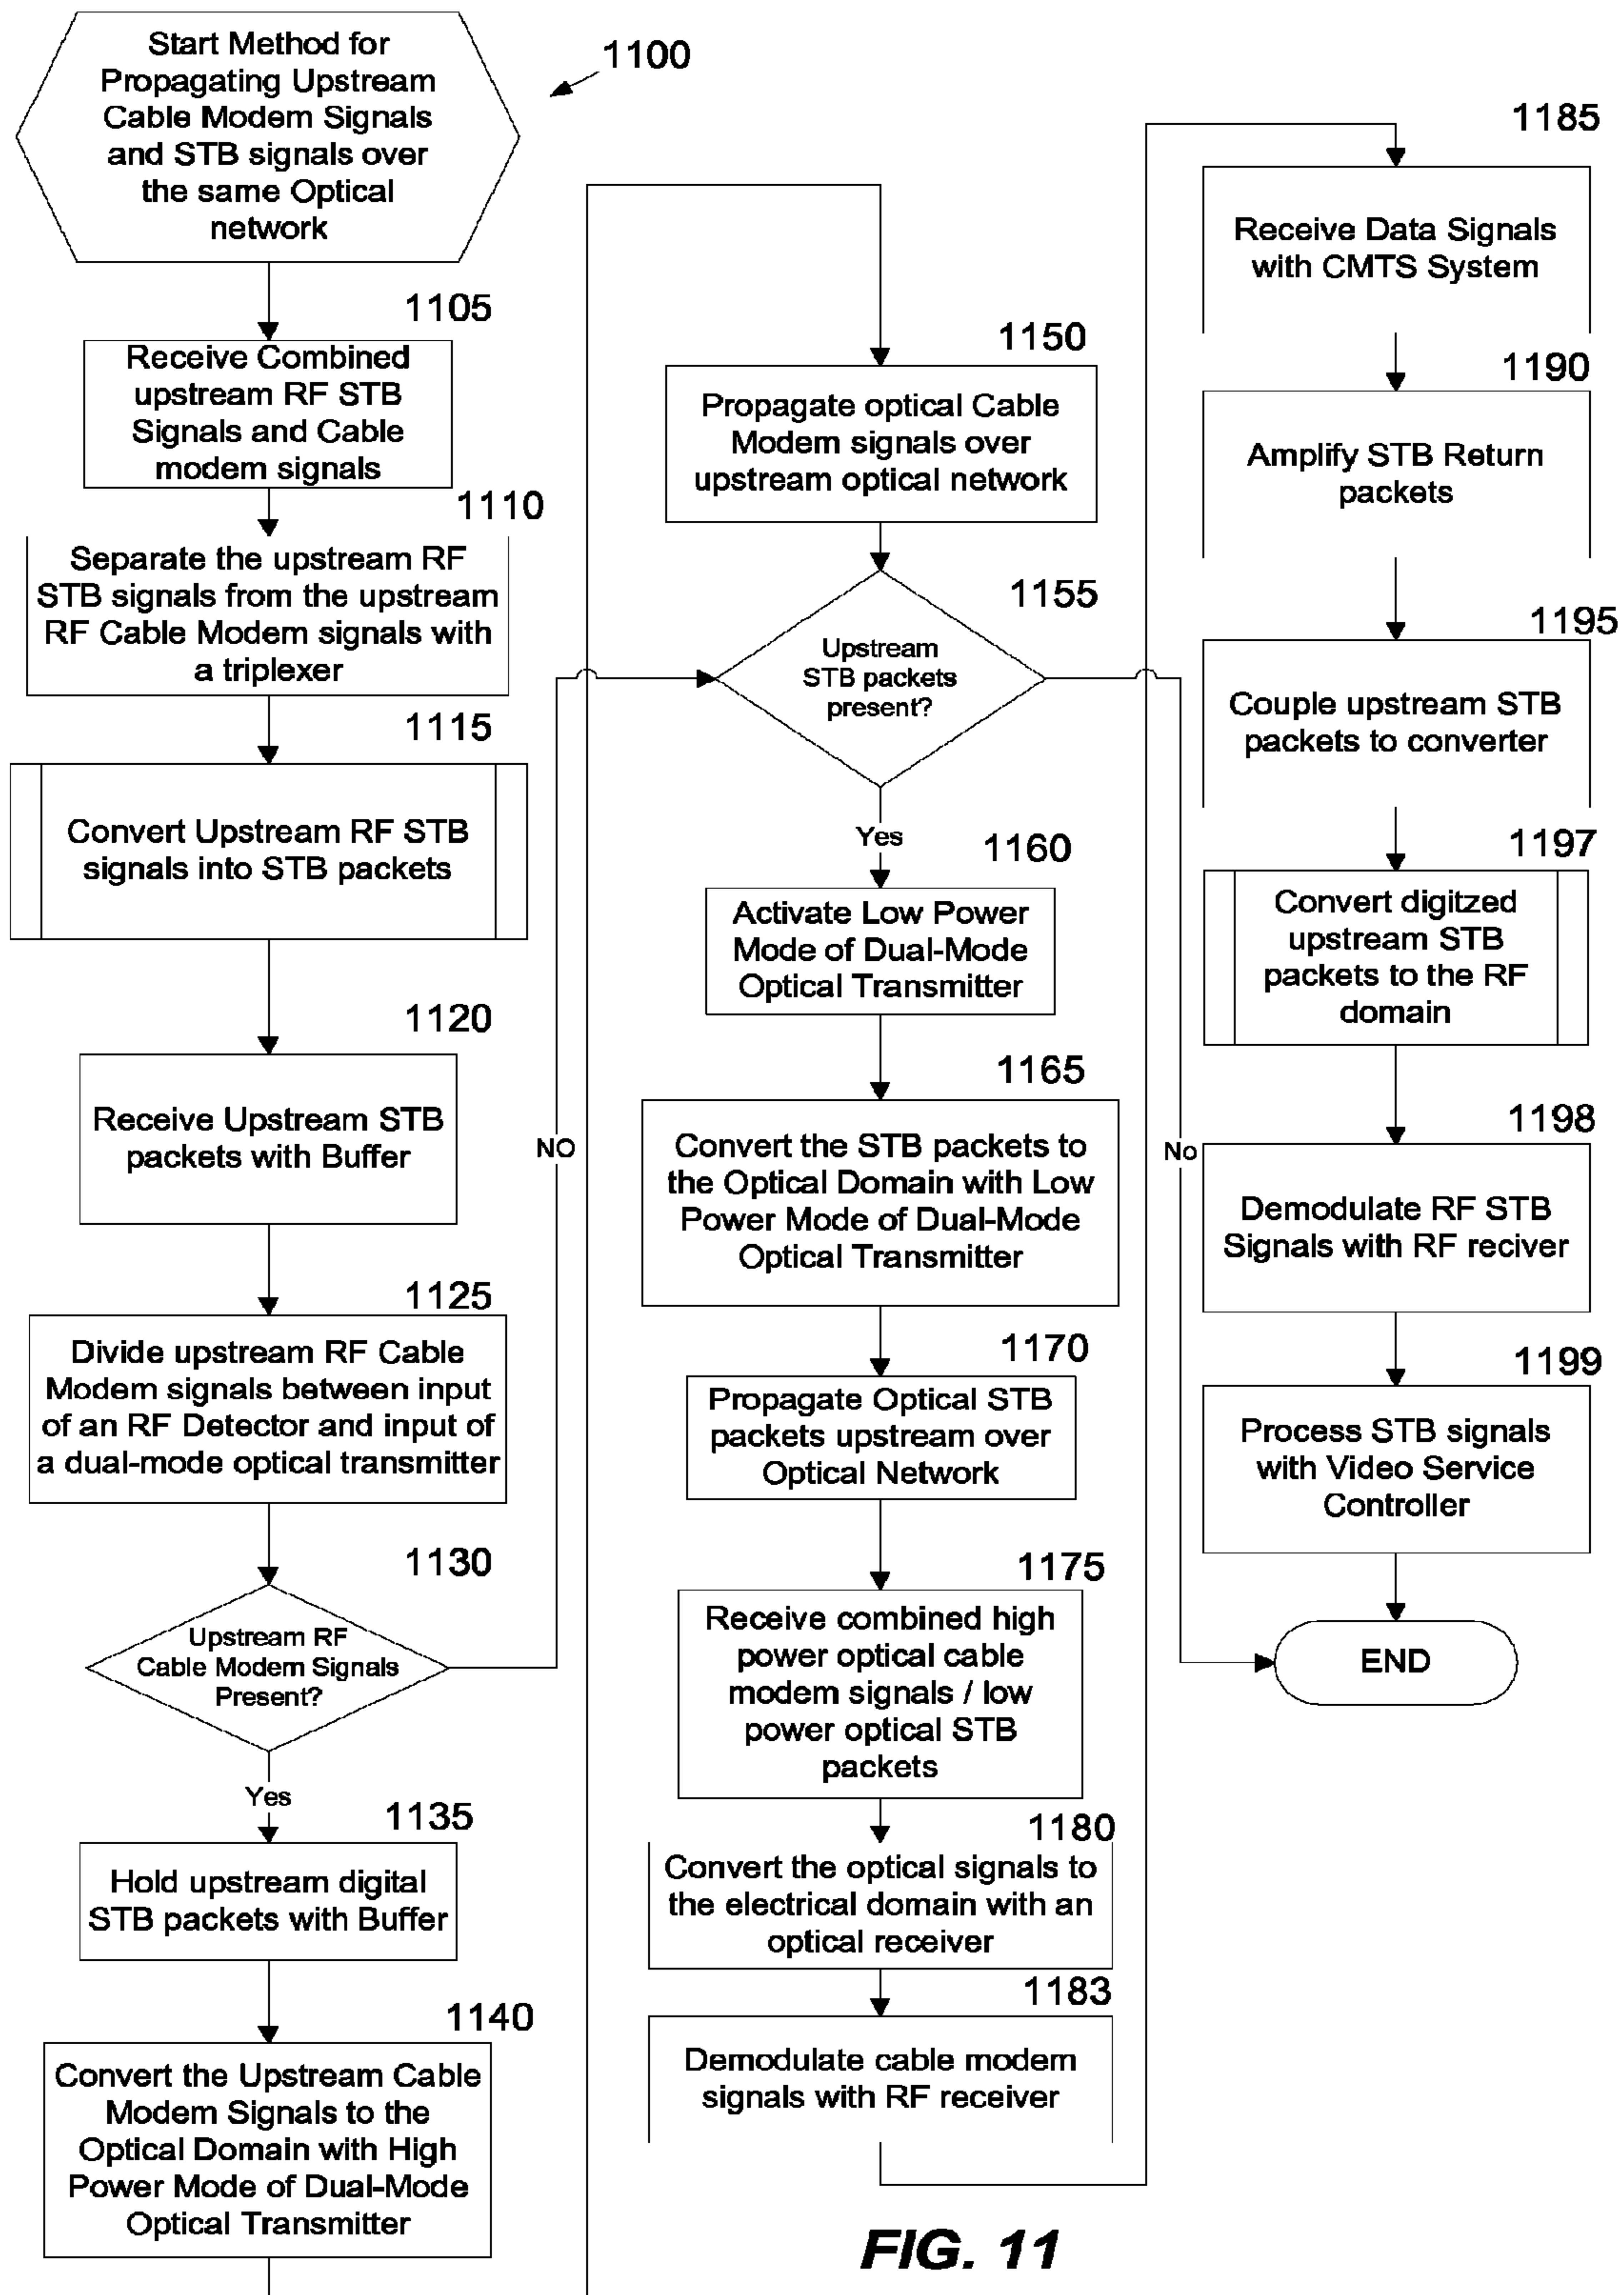 Start Method for
Propagating Upstream
Cable Modem Signals
and STB signals over
the same Optical
network
1100
1105
Receive Combined
upstream RF STB
Signals and Cable
modem signals
1110
Separate the upstream RF
STB signals from the upstream
RF Cable Modem signals with
a triplexer
1115
Convert Upstream RF STB
signals into STB packets
1120
Receive Upstream STB
packets with Buffer
1125
Divide upstream RF Cable
Modem signals between input
of an RF Detector and input of
a dual-mode optical transmitter
1130
Upstream RF
Cable Modem Signals
Present?
NO
Yes
1135
Hold upstream digital
STB packets with Buffer
1140
Convert the Upstream Cable
Modem Signals to the
Optical Domain with High
Power Mode of Dual-Mode
Optical Transmitter
1150
Propagate optical Cable
Modem signals over
upstream optical network
1155
Upstream
STB packets
present?
No
Yes
1160
Activate Low Power
Mode of Dual-Mode
Optical Transmitter
1165
Convert the STB packets to
the Optical Domain with Low
Power Mode of Dual-Mode
Optical Transmitter
1170
Propagate Optical STB
packets upstream over
Optical Network
1175
Receive combined high
power optical cable
modem signals / low
power optical STB
packets
1180
Convert the optical signals to
the electrical domain with an
optical receiver
1183
Demodulate cable modem
signals with RF receiver
1185
Receive Data Signals
with CMTS System
1190
Amplify STB Return
packets
1195
Couple upstream STB
packets to converter
1197
Convert digitzed
upstream STB
packets to the RF
domain
1198
Demodulate RF STB
Signals with RF reciver
1199
Process STB signals
with Video Service
Controller
END
FIG. 11